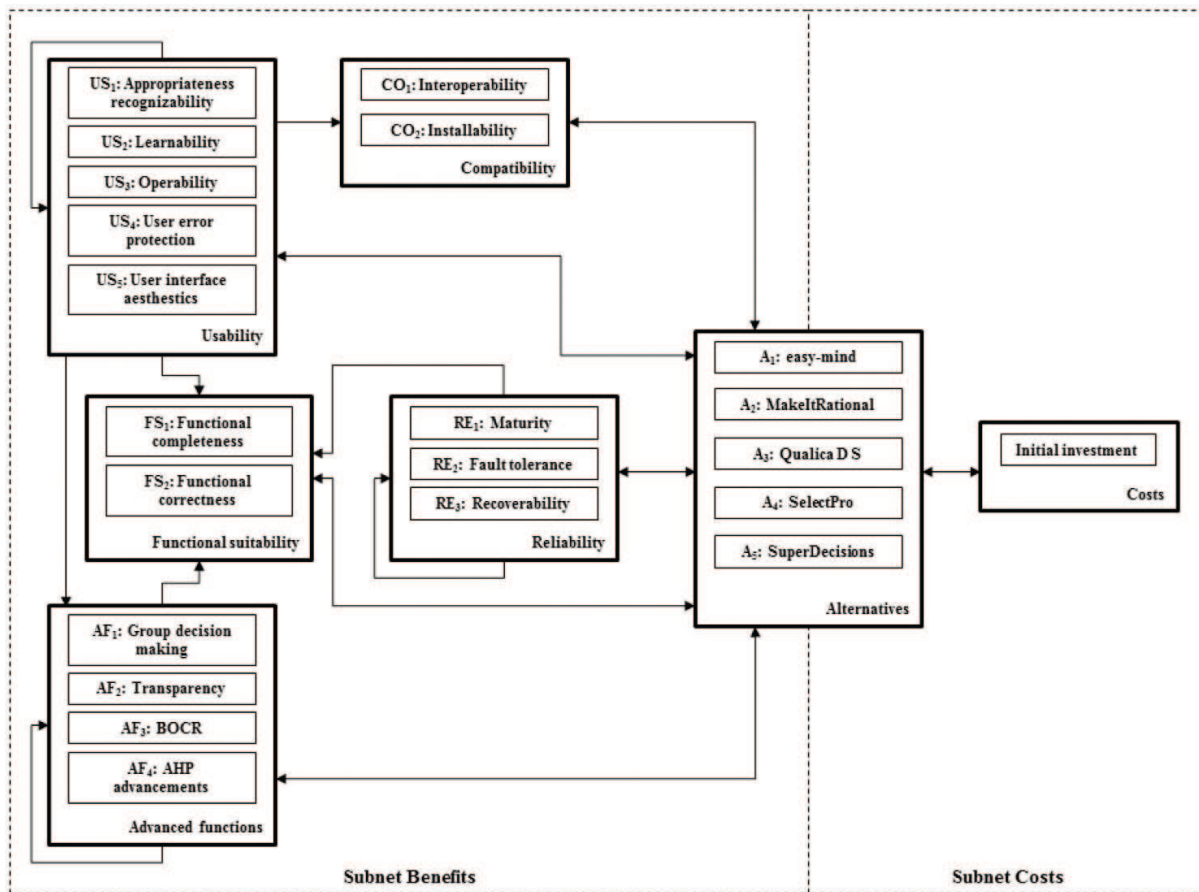 US₁: Appropriateness
recognizability
US₂: Learnability
US₃: Operability
US₄: User error
protection
US₅: User interface
aesthestics
Usability
CO₁: Interoperability
CO₂: Installability
Compatibility
FS₁: Functional
completeness
FS₂: Functional
correctness
Functional suitability
RE₁: Maturity
RE₂: Fault tolerance
RE₃: Recoverability
Reliability
A₁: easy-mind
A₂: MakeItRational
A₃: Qualica DS
A₄: SelectPro
A₅: SuperDecisions
Alternatives
Initial investment
Costs
AF₁: Group decision
making
AF₂: Transparency
AF₃: BOCR
AF₄: AHP
advancements
Advanced functions
Subnet Benefits
Subnet Costs